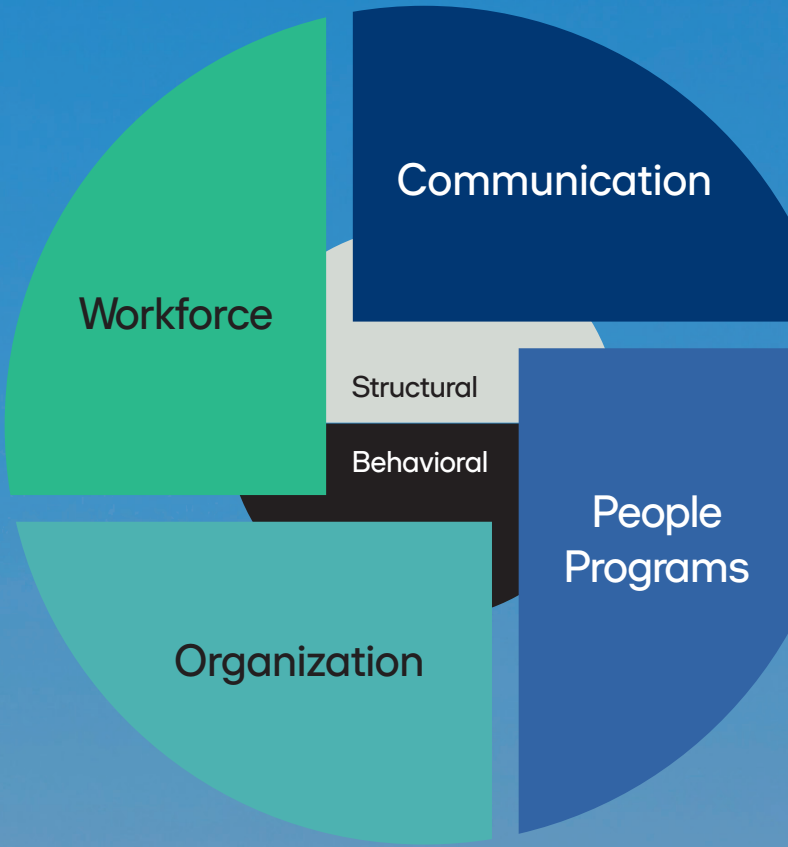 Communication
Workforce
Structural
Behavioral
People
Programs
Organization